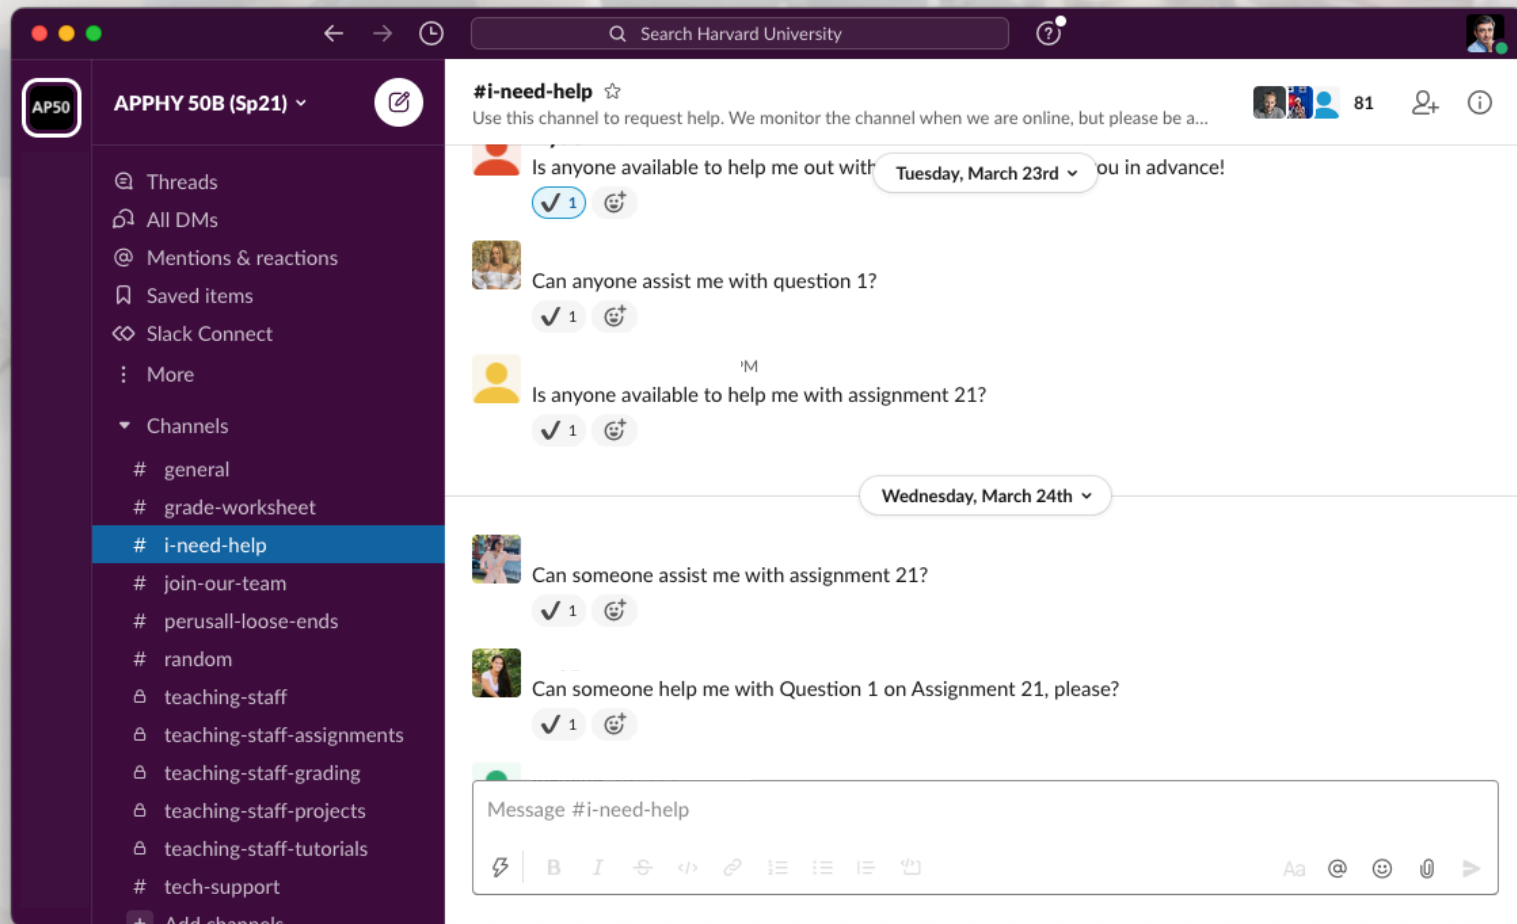 Search Harvard University
AP50
APPHY 50B (Sp21)
Threads
All DMs
Mentions & reactions
Saved items
Slack Connect
More
Channels
# general
# grade-worksheet
# i-need-help
# join-our-team
# perusall-loose-ends
# random
teaching-staff
teaching-staff-assignments
teaching-staff-grading
teaching-staff-projects
teaching-staff-tutorials
# tech-support
+ Add channels
#i-need-help
81
Use this channel to request help. We monitor the channel when we are online, but please be a...
Is anyone available to help me out with
ou in advance!
Tuesday, March 23rd
1
Can anyone assist me with question 1?
1
PM
Is anyone available to help me with assignment 21?
1
Wednesday, March 24th
Can someone assist me with assignment 21?
1
Can someone help me with Question 1 on Assignment 21, please?
1
Message #i-need-help
B I S </> Aa @